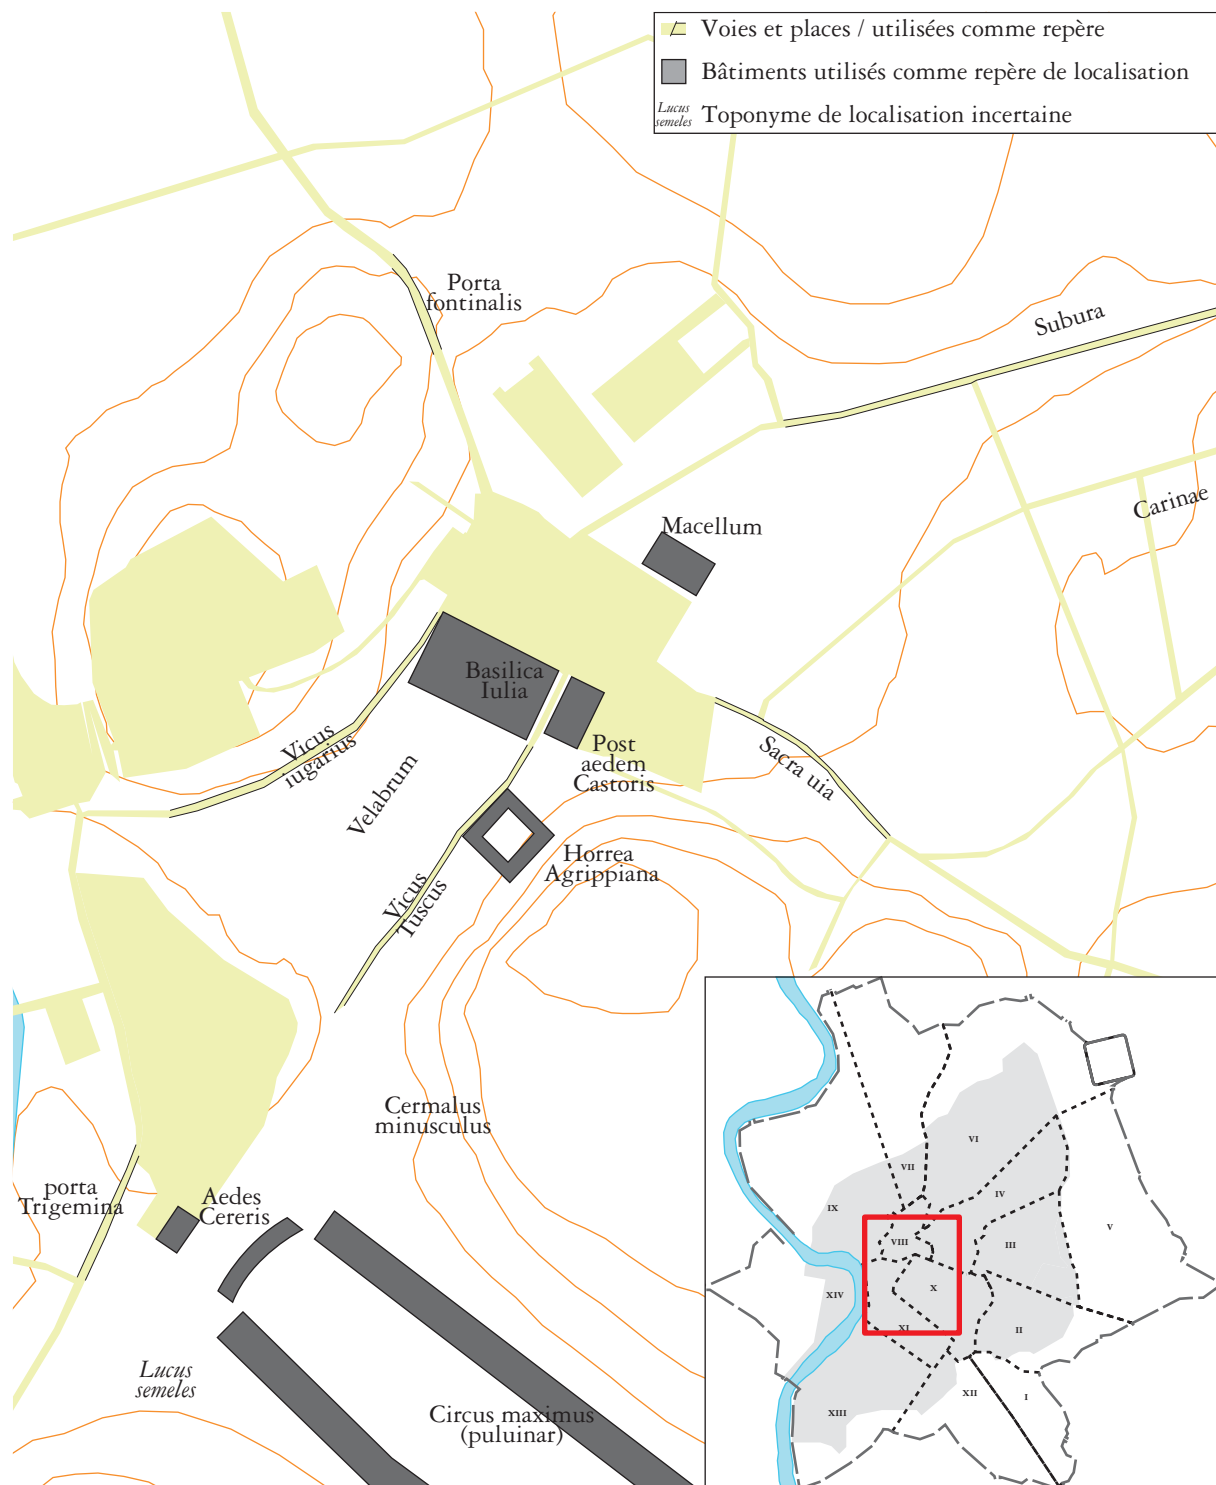 Voies et places / utilisées comme repère
Bâtiments utilisés comme repère de localisation
Lucus
semeles
Toponyme de localisation incertaine
Porta
fontinalis
Subura
Carinae
Macellum
Basilica
Iulia
Vicus
iugarius
Velabrum
Post
aedem
Castoris
Sacra uia
Horrea
Agrippiana
Vicus
Tuscus
Cermalus
minusculus
porta
Trigemina
Aedes
Cereris
Lucus
semeles
Circus maximus
(puluinar)
VI
VII
IV
IX
V
VIII
III
X
XIV
XI
II
XII
I
XIII